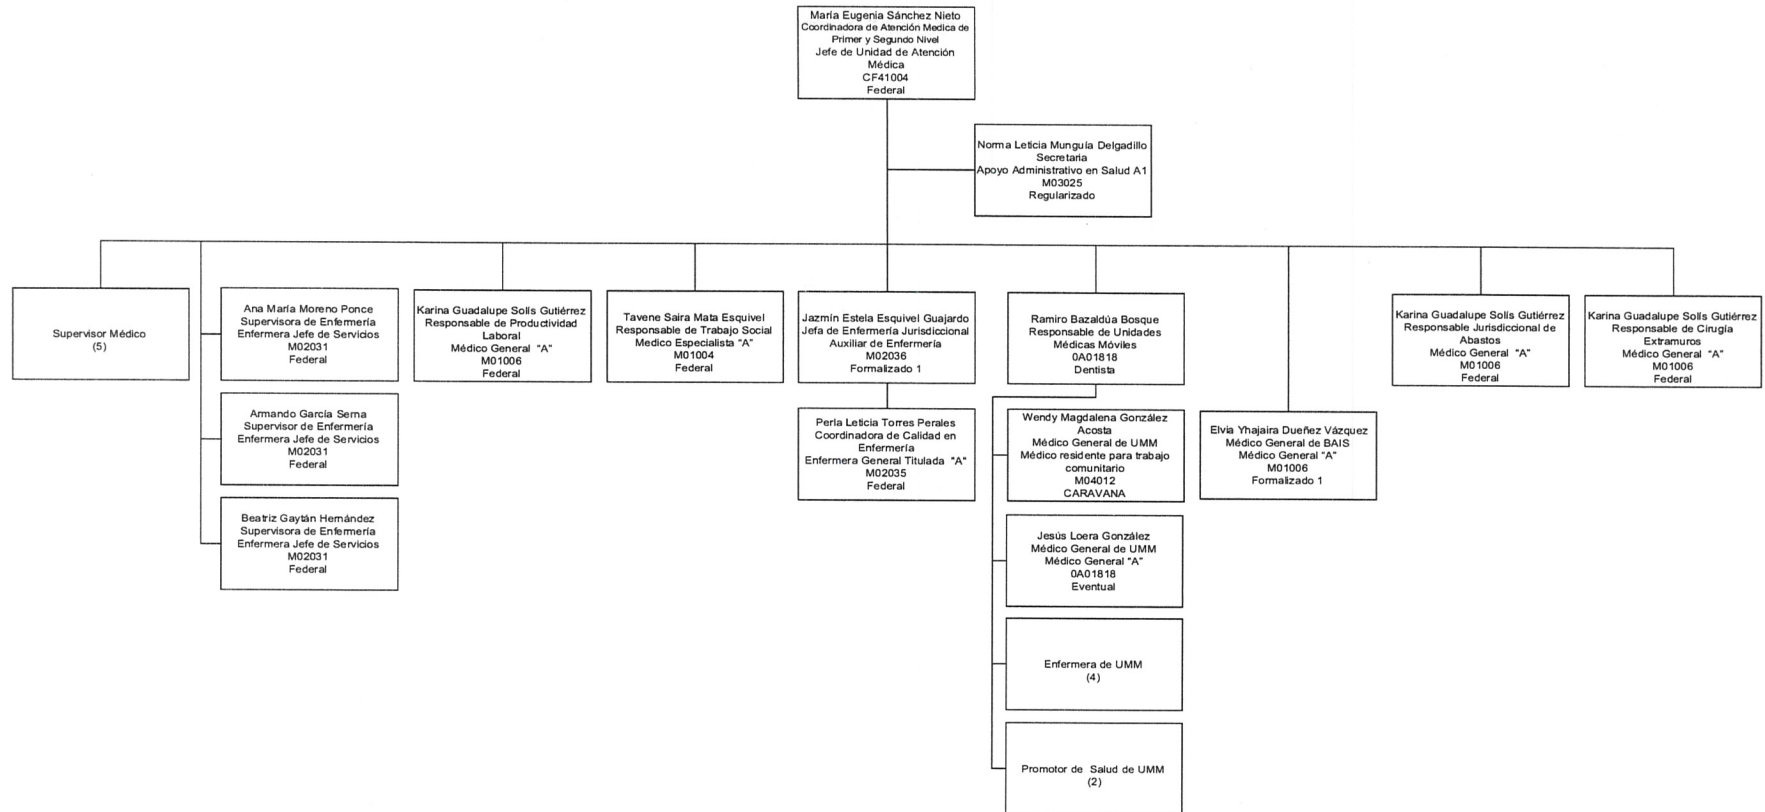 María Eugenia Sánchez Nieto
Coordinadora de Atención Medica de
Primer y Segundo Nivel
Jefe de Unidad de Atención
Médica
CF41004
Federal
Norma Leticia Munguía Delgadillo
Secretaria
Apoyo Administrativo en Salud A1
M03025
Regularizado
Supervisor Médico
(5)
Ana María Moreno Ponce
Supervisora de Enfermería
Enfermera Jefe de Servicios
M02031
Federal
Armando García Serna
Supervisor de Enfermería
Enfermera Jefe de Servicios
M02031
Federal
Beatriz Gaytán Hernández
Supervisora de Enfermería
Enfermera Jefe de Servicios
M02031
Federal
Karina Guadalupe Solís Gutiérrez
Responsable de Productividad
Laboral
Médico General "A"
M01006
Federal
Tavene Saira Mata Esquivel
Responsable de Trabajo Social
Medico Especialista "A"
M01004
Federal
Jazmín Estela Esquivel Guajardo
Jefa de Enfermería Jurisdiccional
Auxiliar de Enfermería
M02036
Formalizado 1
Perla Leticia Torres Perales
Coordinadora de Calidad en
Enfermería
Enfermera General Titulada "A"
M02035
Federal
Ramiro Bazaldúa Bosque
Responsable de Unidades
Médicas Móviles
0A01818
Dentista
Wendy Magdalena González
Acosta
Médico General de UMM
Médico residente para trabajo
comunitario
M04012
CARAVANA
Jesús Loera González
Médico General de UMM
Médico General "A"
0A01818
Eventual
Enfermera de UMM
(4)
Promotor de Salud de UMM
(2)
Elvia Yhajaira Dueñez Vázquez
Médico General de BAIS
Médico General "A"
M01006
Formalizado 1
Karina Guadalupe Solís Gutiérrez
Responsable Jurisdiccional de
Abastos
Médico General "A"
M01006
Federal
Karina Guadalupe Solís Gutiérrez
Responsable de Cirugía
Extramuros
Médico General "A"
M01006
Federal